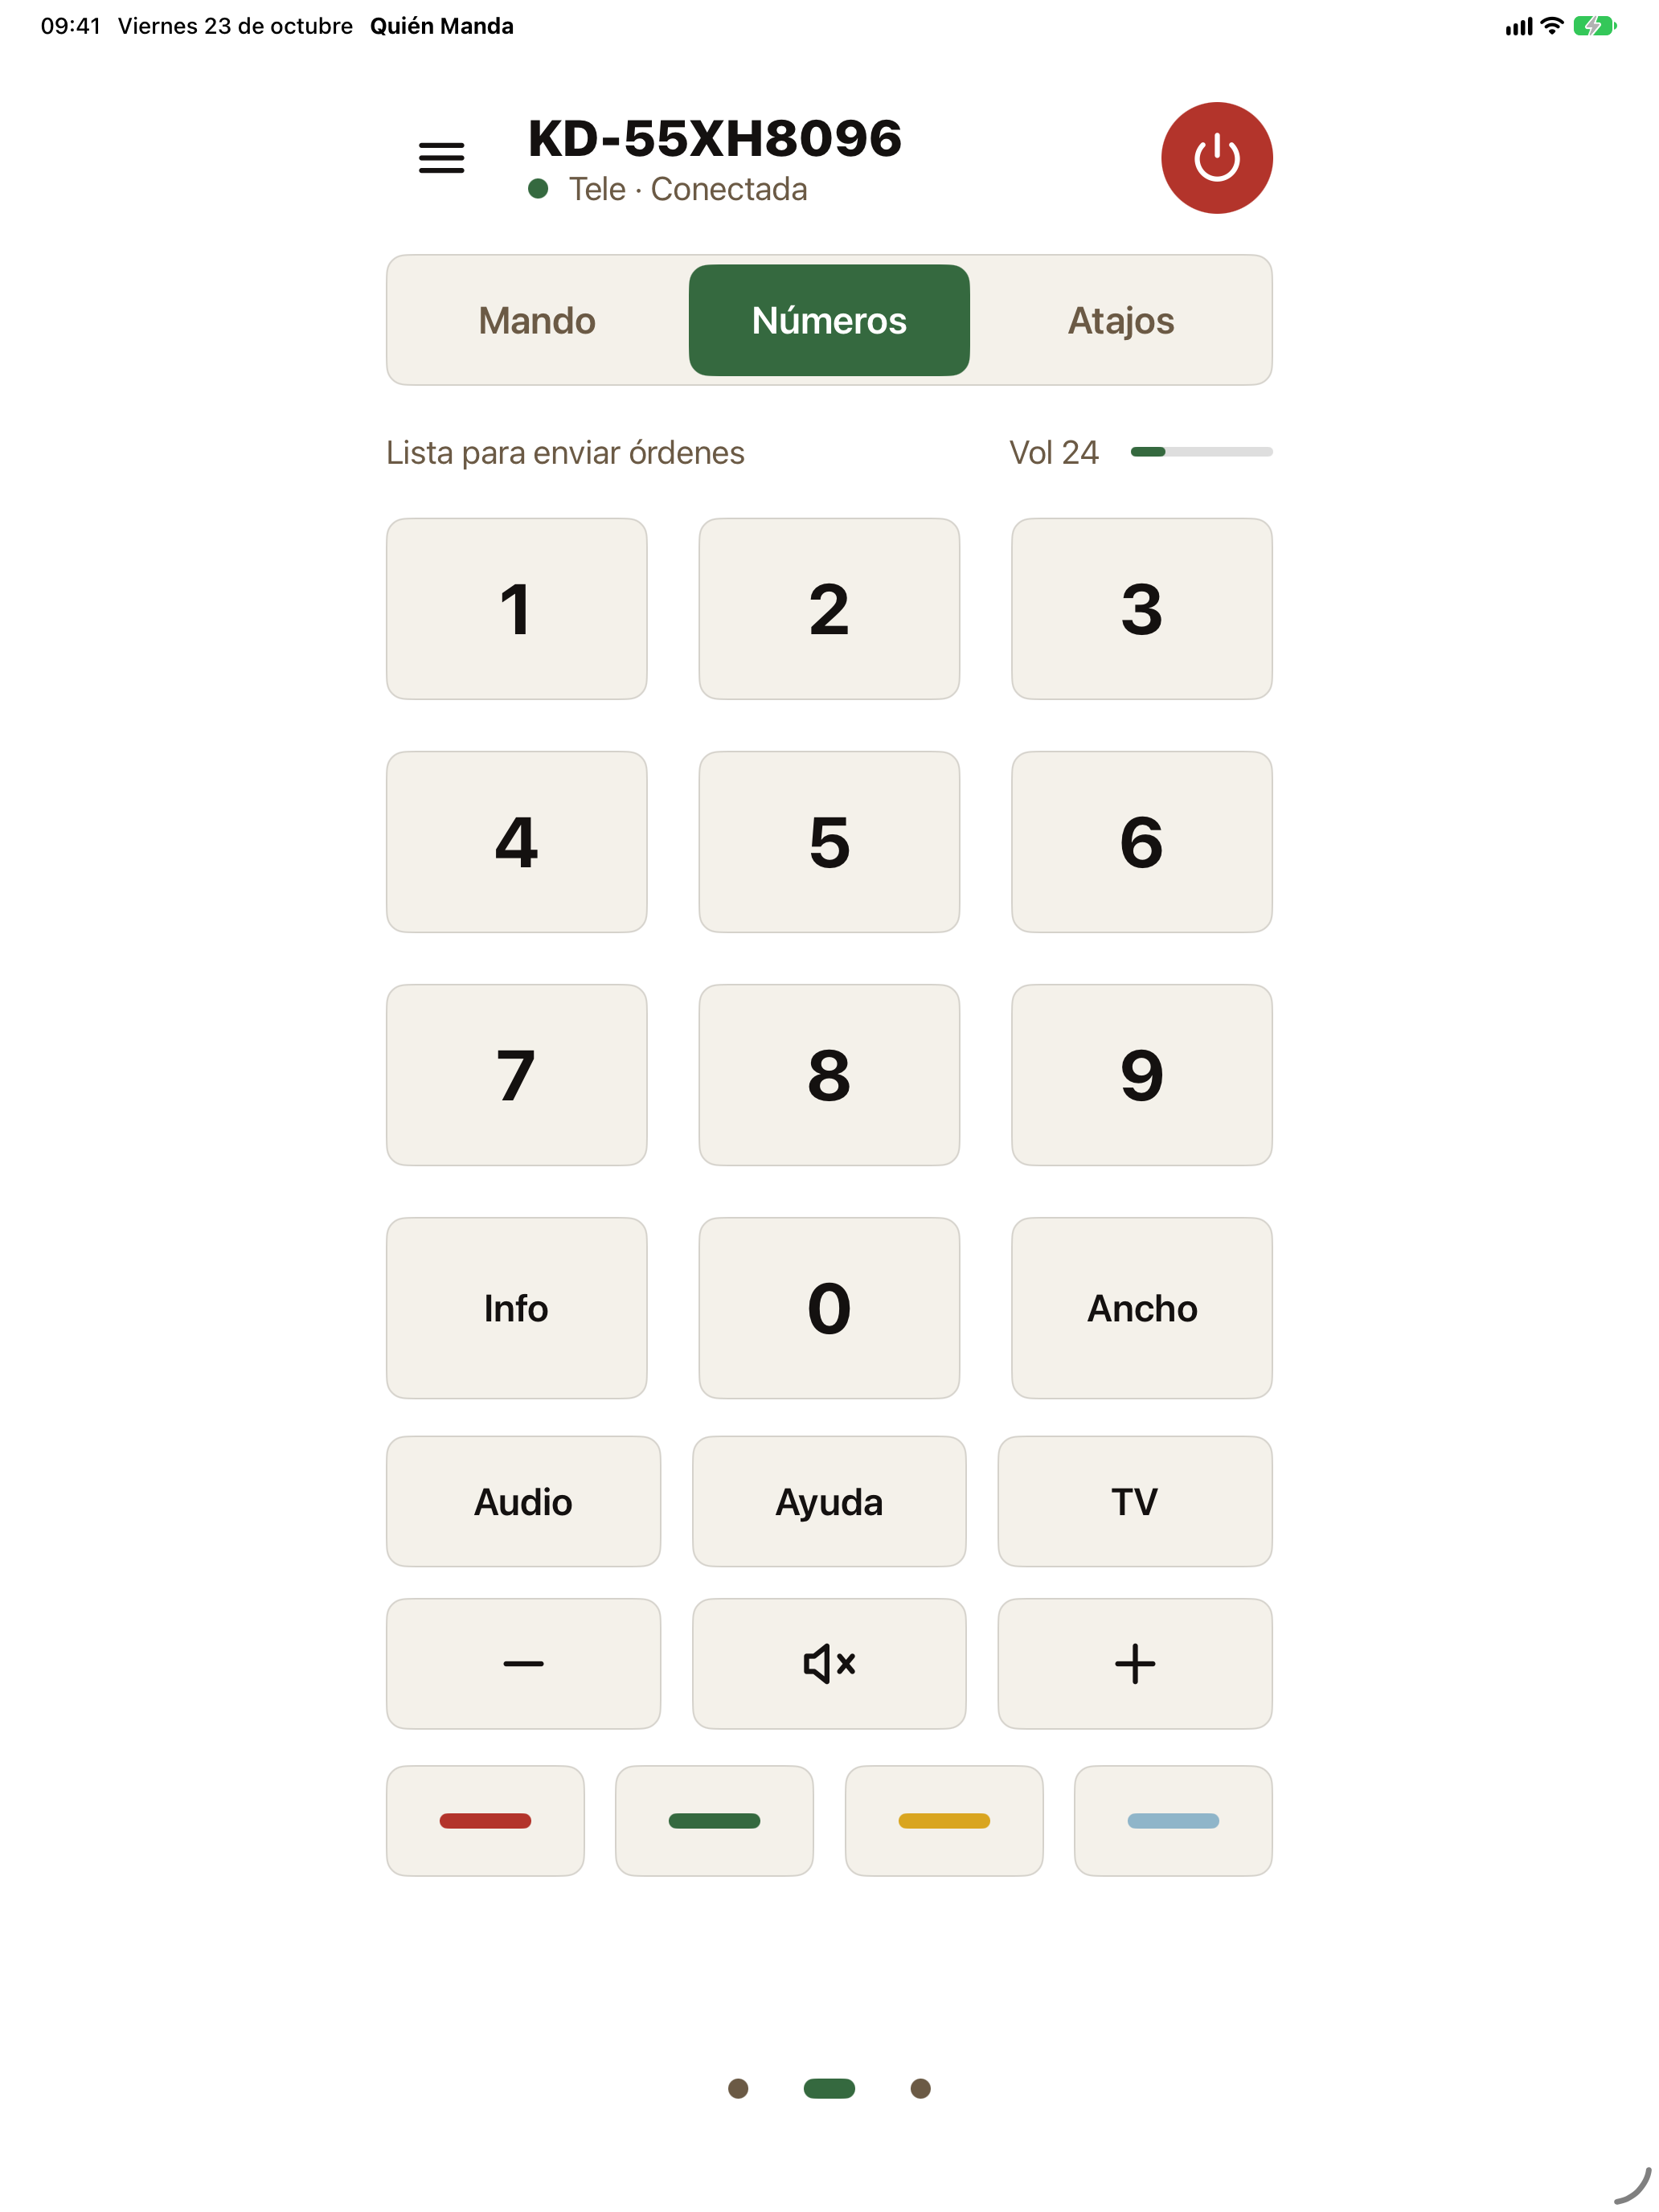 09:41 Viernes 23 de octubre Quién Manda
KD-55XH8096
Tele · Conectada
Mando Números Atajos
Lista para enviar órdenes Vol 24
1 2 3
4 5 6
7 8 9
Info 0 Ancho
Audio Ayuda TV